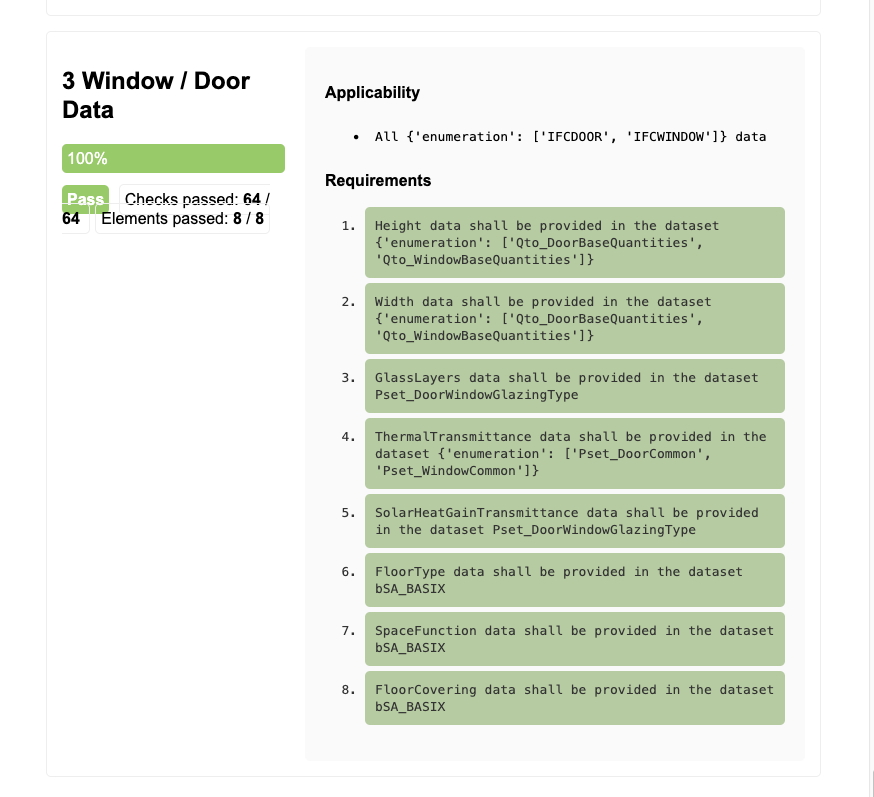 3 Window / Door
Data
100%
Pass Checks passed: 64 /
64 Elements passed: 8 / 8
Applicability
• All {'enumeration': ['IFCDOOR', 'IFCWINDOW']} data
Requirements
1. Height data shall be provided in the dataset
{'enumeration': ['Qto_DoorBaseQuantities',
'Qto_WindowBaseQuantities']}
2. Width data shall be provided in the dataset
{'enumeration': ['Qto_DoorBaseQuantities',
'Qto_WindowBaseQuantities']}
3. GlassLayers data shall be provided in the dataset
Pset_DoorWindowGlazingType
4. ThermalTransmittance data shall be provided in the
dataset {'enumeration': ['Pset_DoorCommon',
'Pset_WindowCommon']}
5. SolarHeatGainTransmittance data shall be provided
in the dataset Pset_DoorWindowGlazingType
6. FloorType data shall be provided in the dataset
bSA_BASIX
7. SpaceFunction data shall be provided in the dataset
bSA_BASIX
8. FloorCovering data shall be provided in the dataset
bSA_BASIX